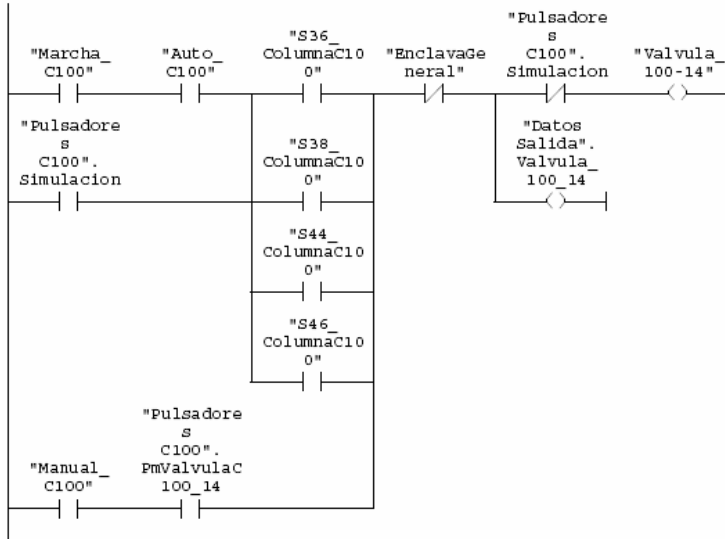 "Marcha_
C100"
"Auto_
C100"
"S36_
ColumnaC10
0"
"EnclavaGe
neral"
"Pulsadore
s
C100".
Simulacion
"Valvula_
100-14"
"Pulsadore
s
C100".
Simulacion
"S38_
ColumnaC10
0"
"Datos
Salida".
Valvula_
100_14
"S44_
ColumnaC10
0"
"S46_
ColumnaC10
0"
"Manual_
C100"
"Pulsadore
s
C100".
PmValvulaC
100_14